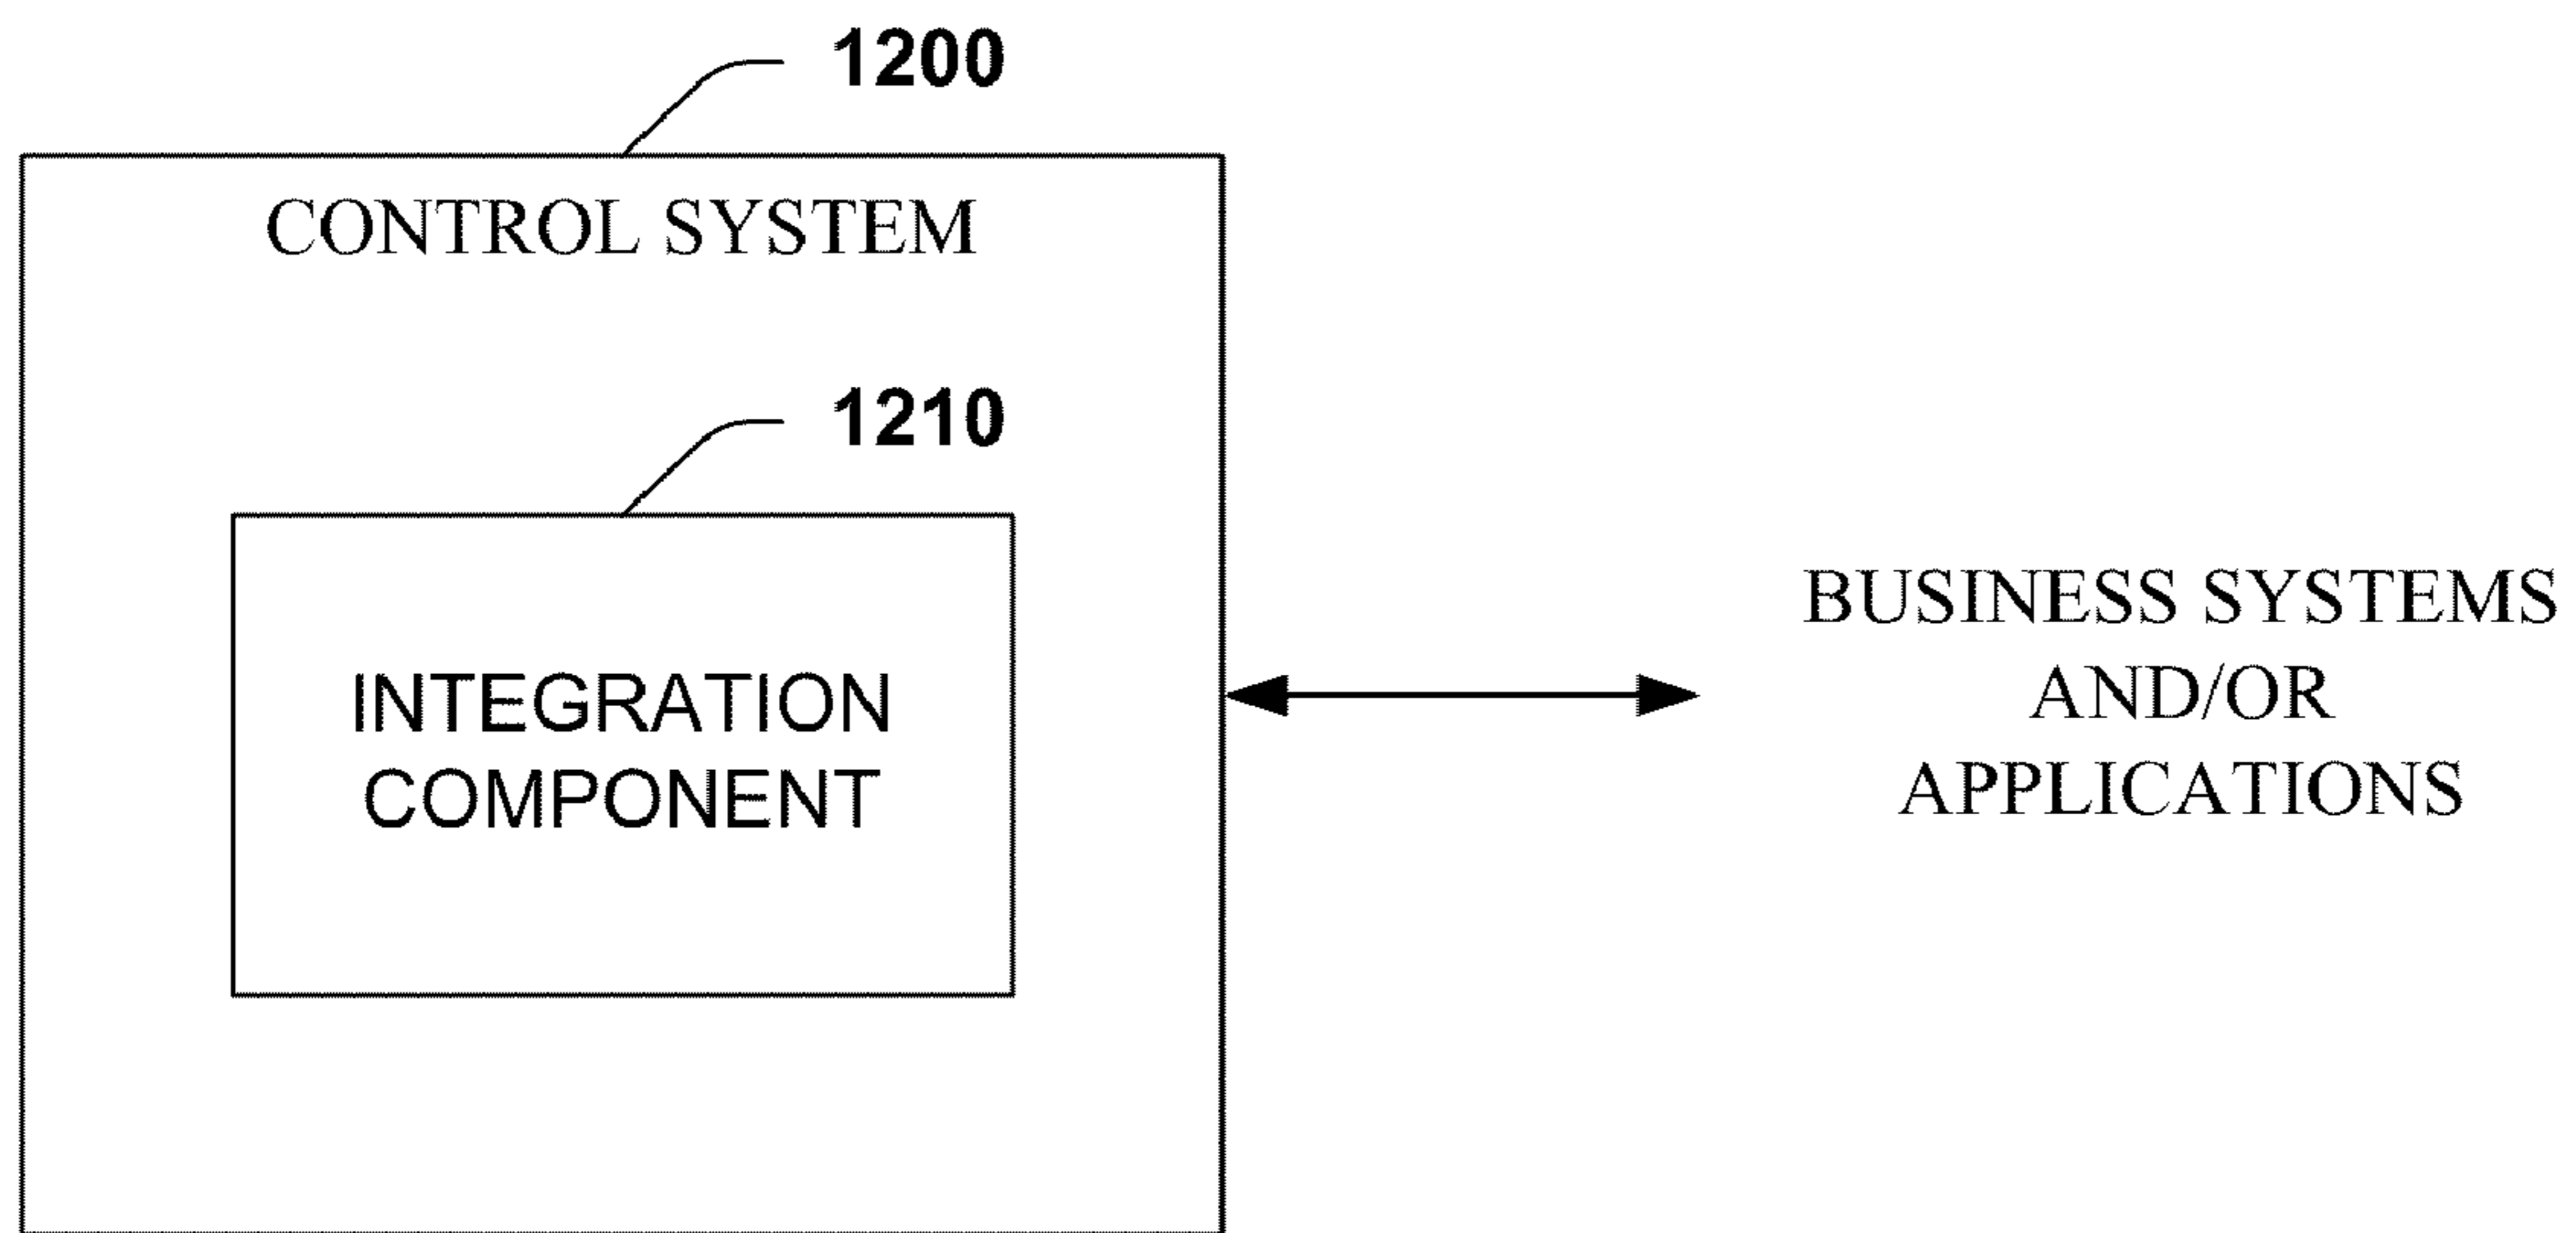 1200
CONTROL SYSTEM
1210
INTEGRATION
COMPONENT
BUSINESS SYSTEMS
AND/OR
APPLICATIONS